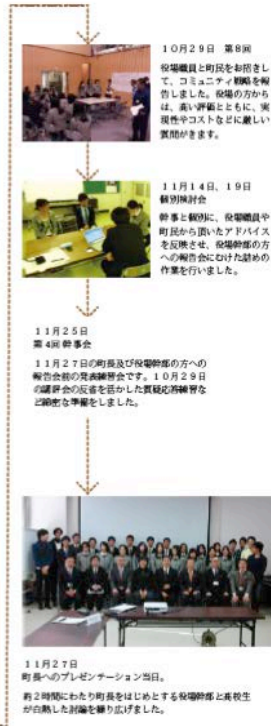 10月29日 第8回
役場職員と町民をお招きし
て、コミュニティ戦略を報
告しました。役場の方から
は、高い評価とともに、実
現性やコストなどに厳しい
質問がきます。
11月14日、19日
個別検討会
幹事と個別に、役場職員や
町民から頂いたアドバイス
を反映させ、役場幹部の方
への報告会にむけた詰めの
作業を行いました。
11月25日
第4回 幹事会
11月27日の町長及び役場幹部の方への
報告会前の発表練習会です。10月29日
の講評会の反省を活かした質疑応答練習な
ど綿密な準備をしました。
11月27日
町長へのプレゼンテーション当日。
約2時間にわたり町長をはじめとする役場幹部と高校生
が白熱した討論を繰り広げました。